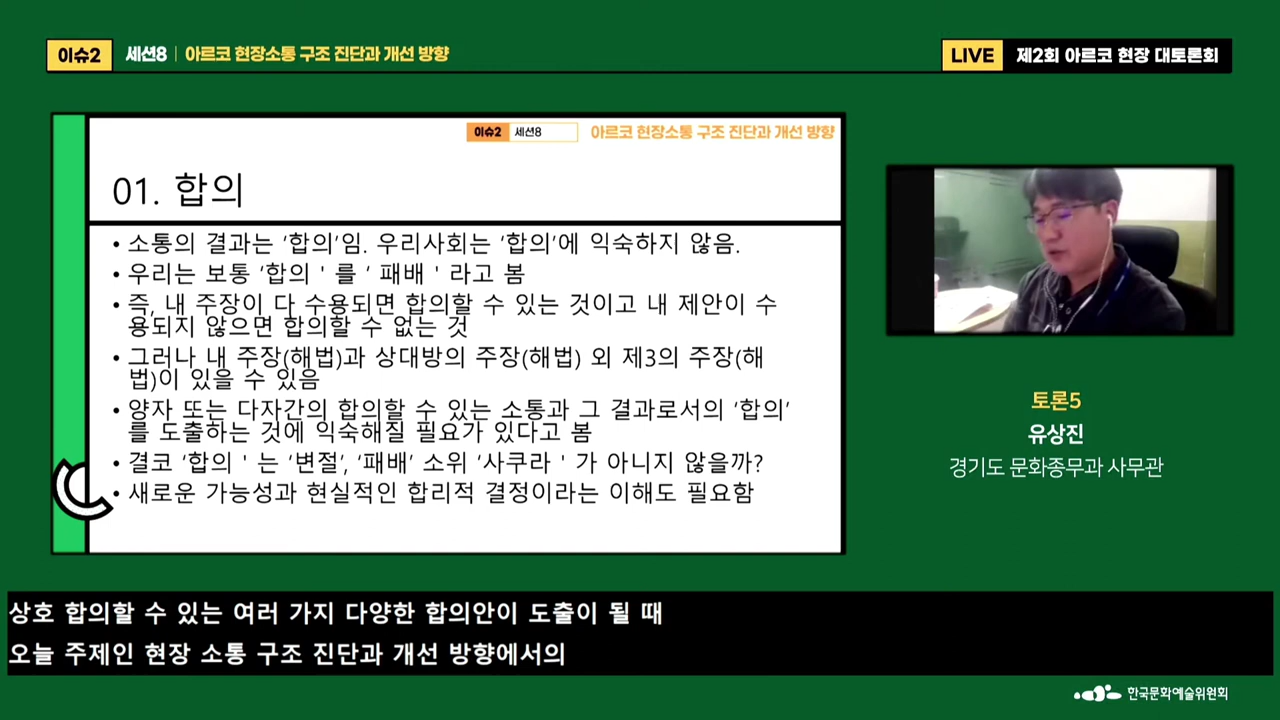 이슈2 세션8 | 아르코 현장소통 구조 진단과 개선 방향
LIVE 제2회 아르코 현장 대토론회
이슈2 세션8 아르코 현장소통 구조 진단과 개선 방향
01. 합의
• 소통의 결과는 '합의'임. 우리사회는 '합의'에 익숙하지 않음.
• 우리는 보통 '합의 ' 를 ' 패배 ' 라고 봄
• 즉, 내 주장이 다 수용되면 합의할 수 있는 것이고 내 제안이 수
용되지 않으면 합의할 수 없는 것
• 그러나 내 주장(해법)과 상대방의 주장(해법) 외 제3의 주장(해
법)이 있을 수 있음
• 양자 또는 다자간의 합의할 수 있는 소통과 그 결과로서의 '합의'
를 도출하는 것에 익숙해질 필요가 있다고 봄
• 결코 '합의 ' 는 '변절', '패배' 소위 '사쿠라 ' 가 아니지 않을까?
• 새로운 가능성과 현실적인 합리적 결정이라는 이해도 필요함
토론5
유상진
경기도 문화종무과 사무관
상호 합의할 수 있는 여러 가지 다양한 합의안이 도출이 될 때
오늘 주제인 현장 소통 구조 진단과 개선 방향에서의
한국문화예술위원회